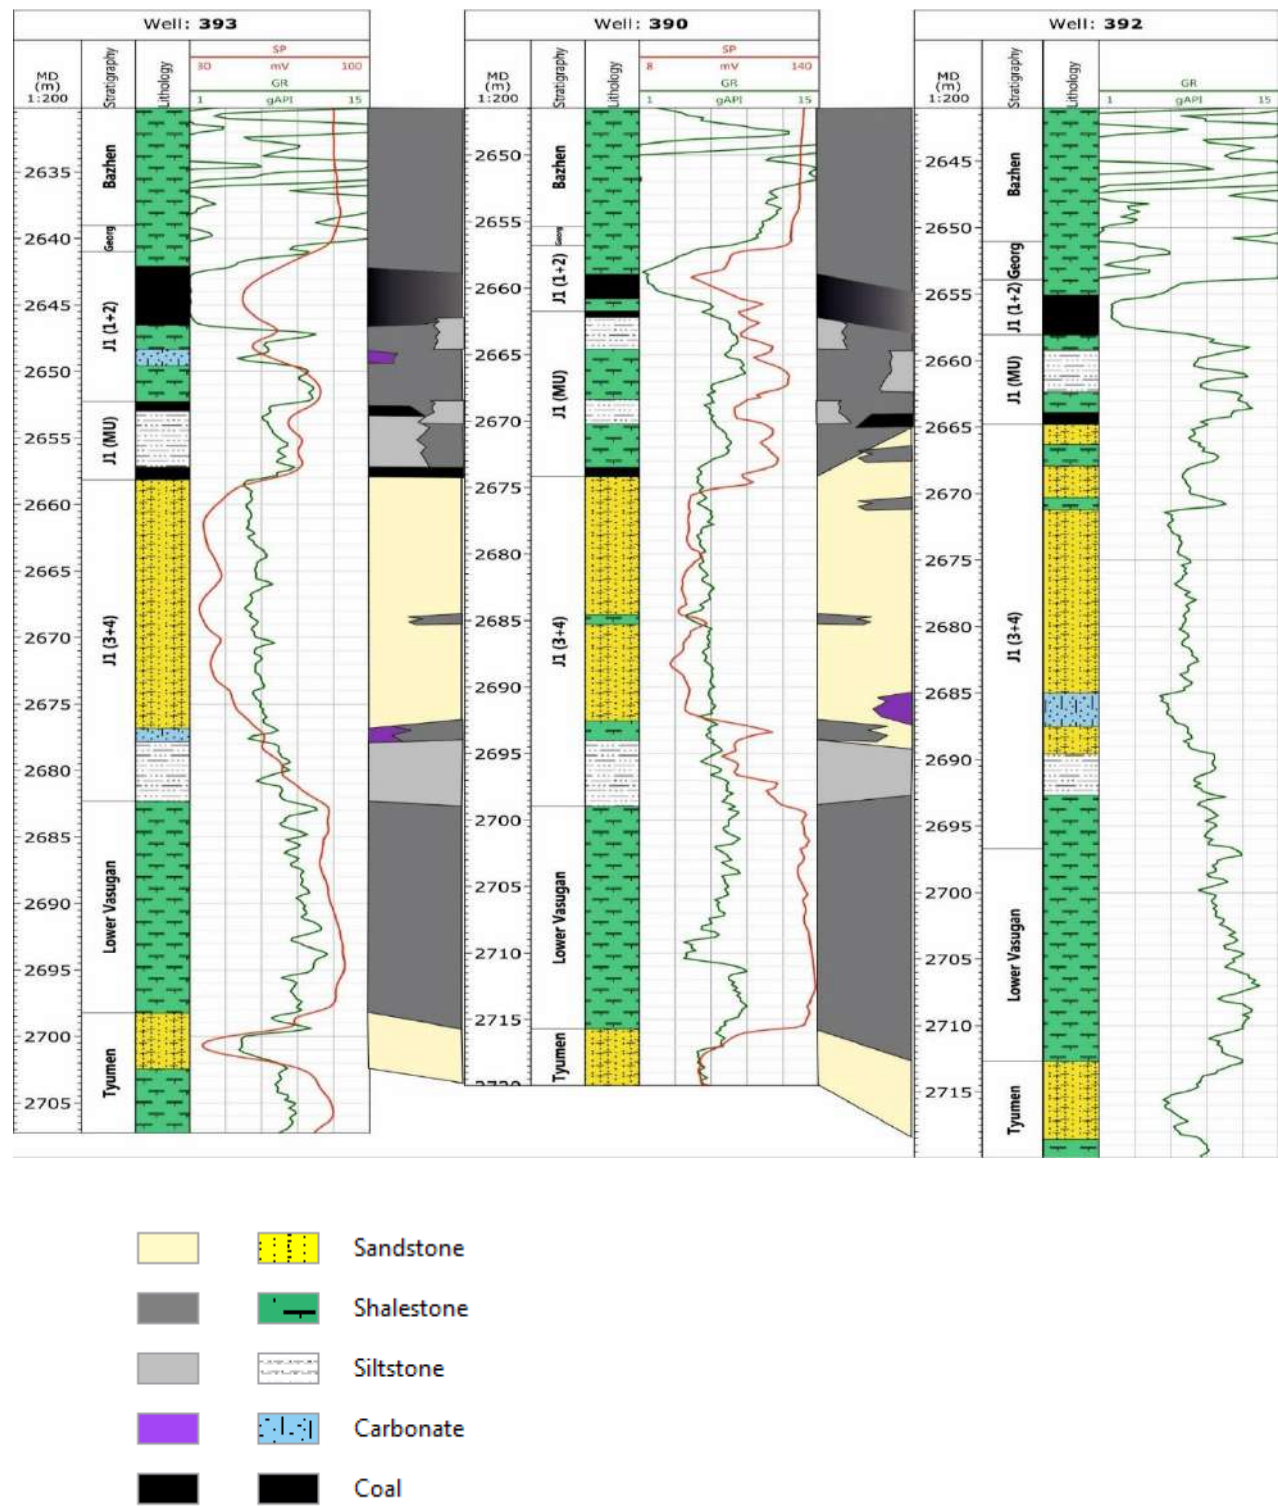 Well: 393
Well: 390
Well: 392
MD
(m)
1:200
Stratigraphy
Lithology
SP
30 mV 100
GR
1 gAPI 15
MD
(m)
1:200
Stratigraphy
Lithology
SP
8 mV 140
GR
1 gAPI 15
MD
(m)
1:200
Stratigraphy
Lithology
GR
1 gAPI 15
2635
2640
2645
2650
2655
2660
2665
2670
2675
2680
2685
2690
2695
2700
2705
Bazhen
Georg
J1 (1+2)
J1 (MU)
J1 (3+4)
Lower Vasugan
Tyumen
2650
2655
2660
2665
2670
2675
2680
2685
2690
2695
2700
2705
2710
2715
2720
Bazhen
Georg
J1 (1+2)
J1 (MU)
J1 (3+4)
Lower Vasugan
Tyumen
2645
2650
2655
2660
2665
2670
2675
2680
2685
2690
2695
2700
2705
2710
2715
Bazhen
Georg
J1 (1+2)
J1 (MU)
J1 (3+4)
Lower Vasugan
Tyumen
Sandstone
Shalestone
Siltstone
Carbonate
Coal